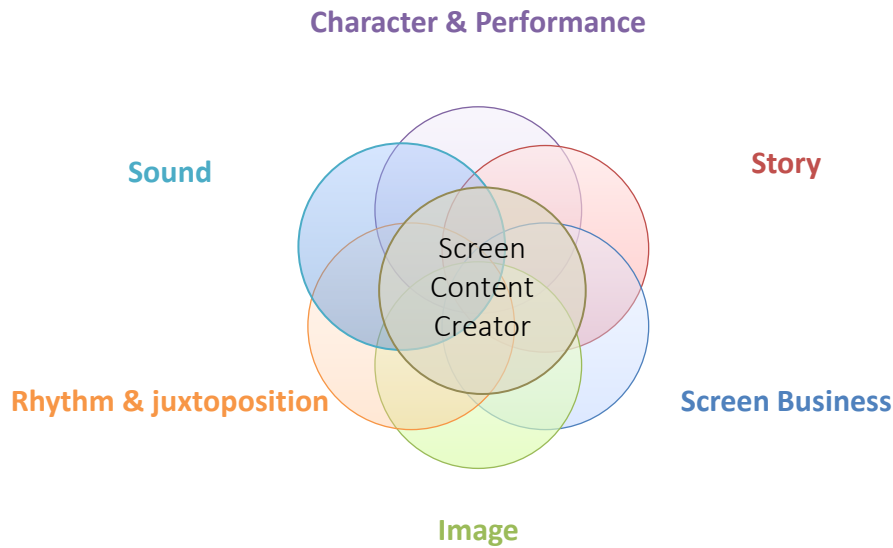 Character & Performance
Sound
Story
Screen
Content
Creator
Rhythm & juxtoposition
Screen Business
Image